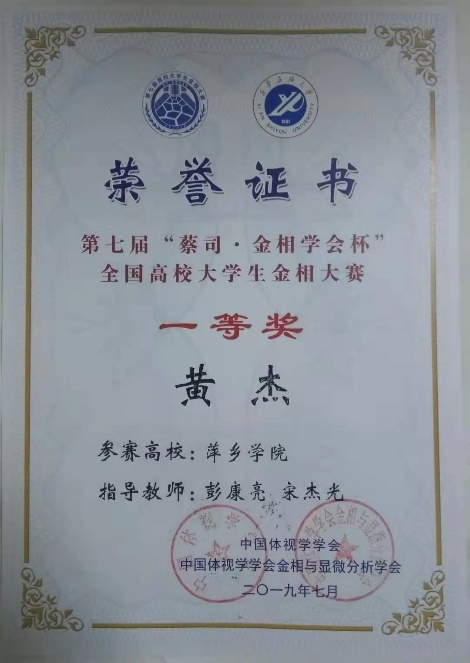 荣誉证书
第七届“蔡司·金相学会杯”
全国高校大学生金相大赛
一等奖
黄杰
参赛高校：萍乡学院
指导教师：彭康亮 宋杰光
中国体视学学会
中国体视学学会金相与显微分析学会
二〇一九年七月